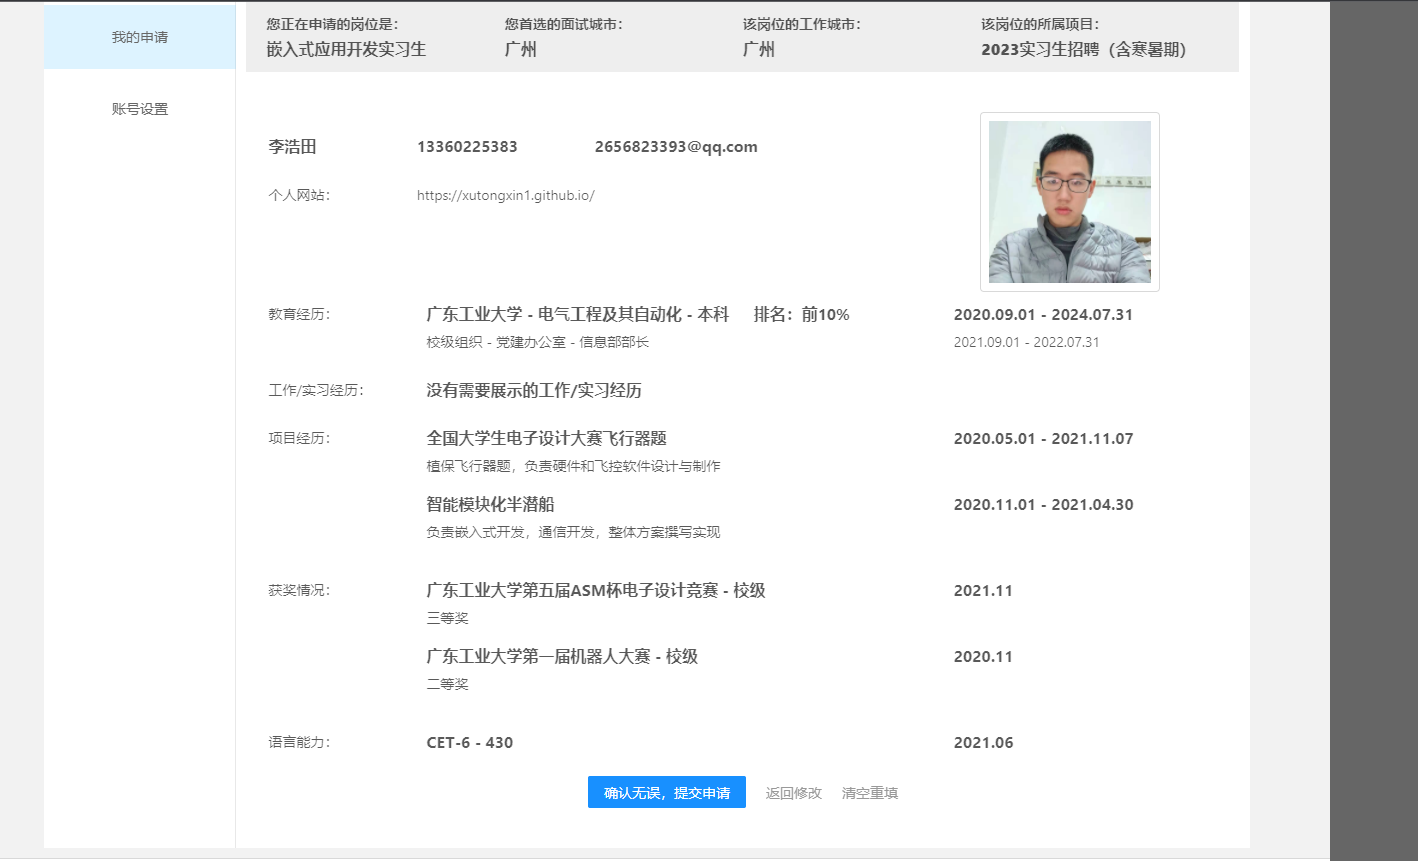 我的申请
账号设置
您正在申请的岗位是： 您首选的面试城市： 该岗位的工作城市： 该岗位的所属项目：
嵌入式应用开发实习生 广州 广州 2023实习生招聘（含寒暑期）
李浩田 13360225383 2656823393@qq.com
个人网站： https://xutongxin1.github.io/
教育经历： 广东工业大学 - 电气工程及其自动化 - 本科 排名：前10% 2020.09.01 - 2024.07.31
校级组织 - 党建办公室 - 信息部部长 2021.09.01 - 2022.07.31
工作/实习经历： 没有需要展示的工作/实习经历
项目经历： 全国大学生电子设计大赛飞行器题 2020.05.01 - 2021.11.07
植保飞行器题，负责硬件和飞控软件设计与制作
智能模块化半潜船 2020.11.01 - 2021.04.30
负责嵌入式开发，通信开发，整体方案撰写实现
获奖情况： 广东工业大学第五届ASM杯电子设计竞赛 - 校级 2021.11
三等奖
广东工业大学第一届机器人大赛 - 校级 2020.11
二等奖
语言能力： CET-6 - 430 2021.06
确认无误，提交申请 返回修改 清空重填